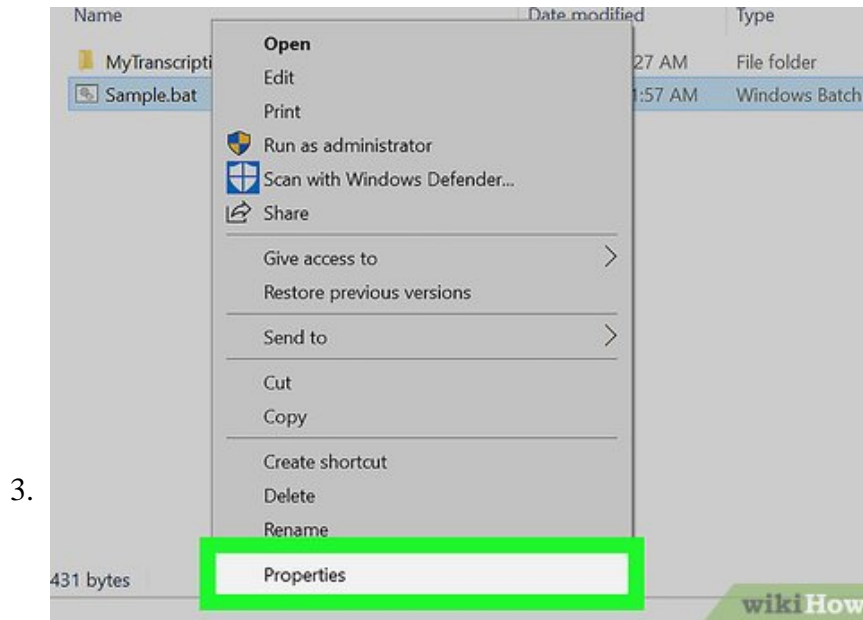 Name Date modified Type
MyTranscripti 27 AM File folder
Sample.bat 1:57 AM Windows Batch
Open
Edit
Print
Run as administrator
Scan with Windows Defender...
Share
Give access to
Restore previous versions
Send to
Cut
Copy
Create shortcut
Delete
Rename
3.
Properties
431 bytes
wikiHow